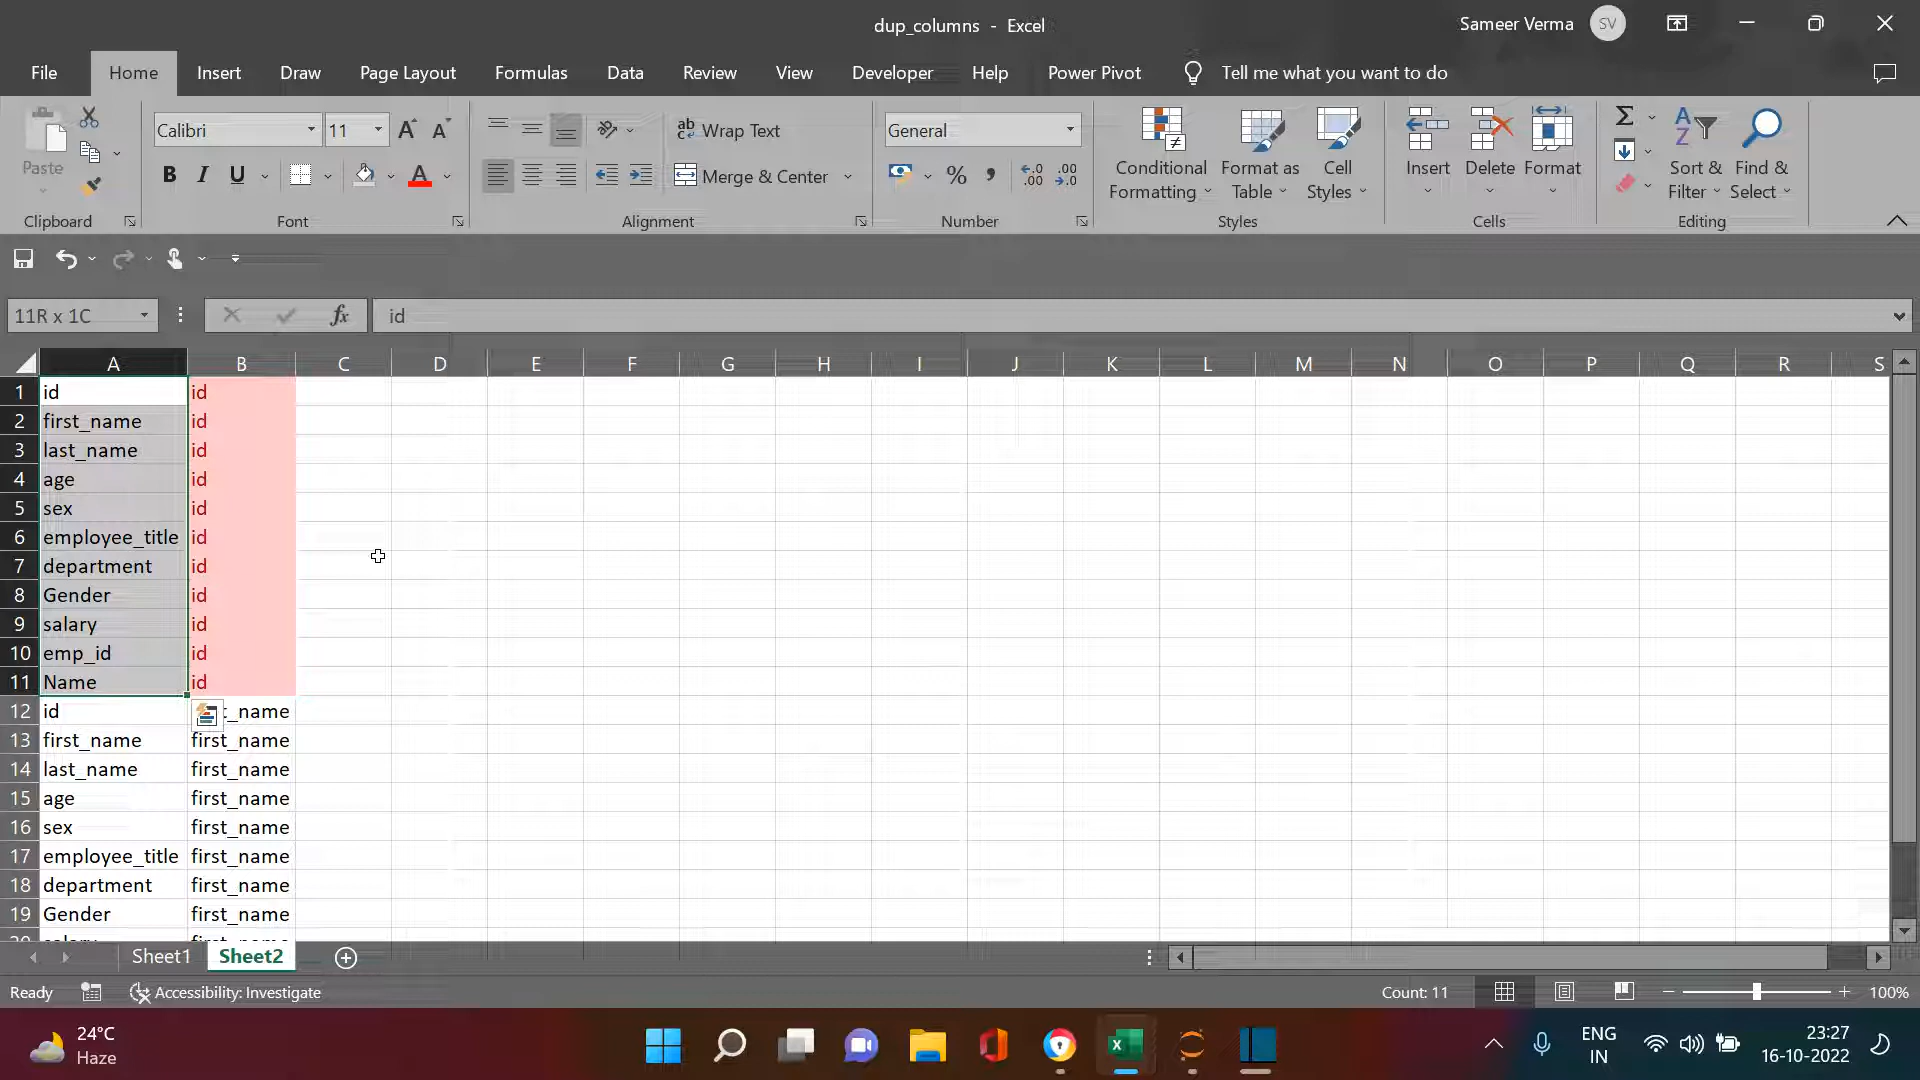 dup_columns - Excel
Sameer Verma SV
File Home Insert Draw Page Layout Formulas Data Review View Developer Help Power Pivot Tell me what you want to do
Paste
Clipboard
Calibri 11
B I U
Font
Wrap Text
Merge & Center
Alignment
General
Number
Conditional Formatting
Format as Table
Cell Styles
Styles
Insert Delete Format
Cells
Sort & Filter
Find & Select
Editing
11R x 1C fx id
A B C D E F G H I J K L M N O P Q R S
1 id id
2 first_name id
3 last_name id
4 age id
5 sex id
6 employee_title id
7 department id
8 Gender id
9 salary id
10 emp_id id
11 Name id
12 id t_name
13 first_name first_name
14 last_name first_name
15 age first_name
16 sex first_name
17 employee_title first_name
18 department first_name
19 Gender first_name
Sheet1 Sheet2
Ready Accessibility: Investigate Count: 11 100%
24°C
Haze
ENG
IN
23:27
16-10-2022